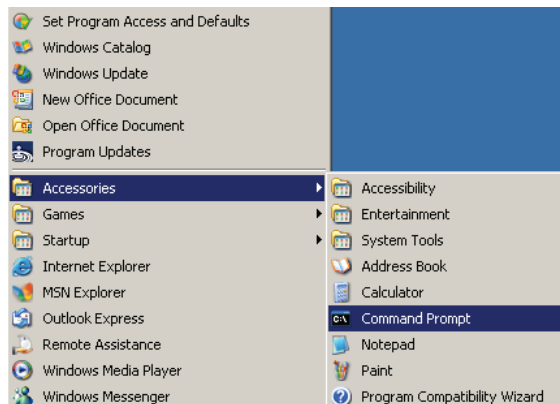 Set Program Access and Defaults
Windows Catalog
Windows Update
New Office Document
Open Office Document
Program Updates
Accessories
Games
Startup
Internet Explorer
MSN Explorer
Outlook Express
Remote Assistance
Windows Media Player
Windows Messenger
Accessibility
Entertainment
System Tools
Address Book
Calculator
C:\
Command Prompt
Notepad
Paint
Program Compatibility Wizard